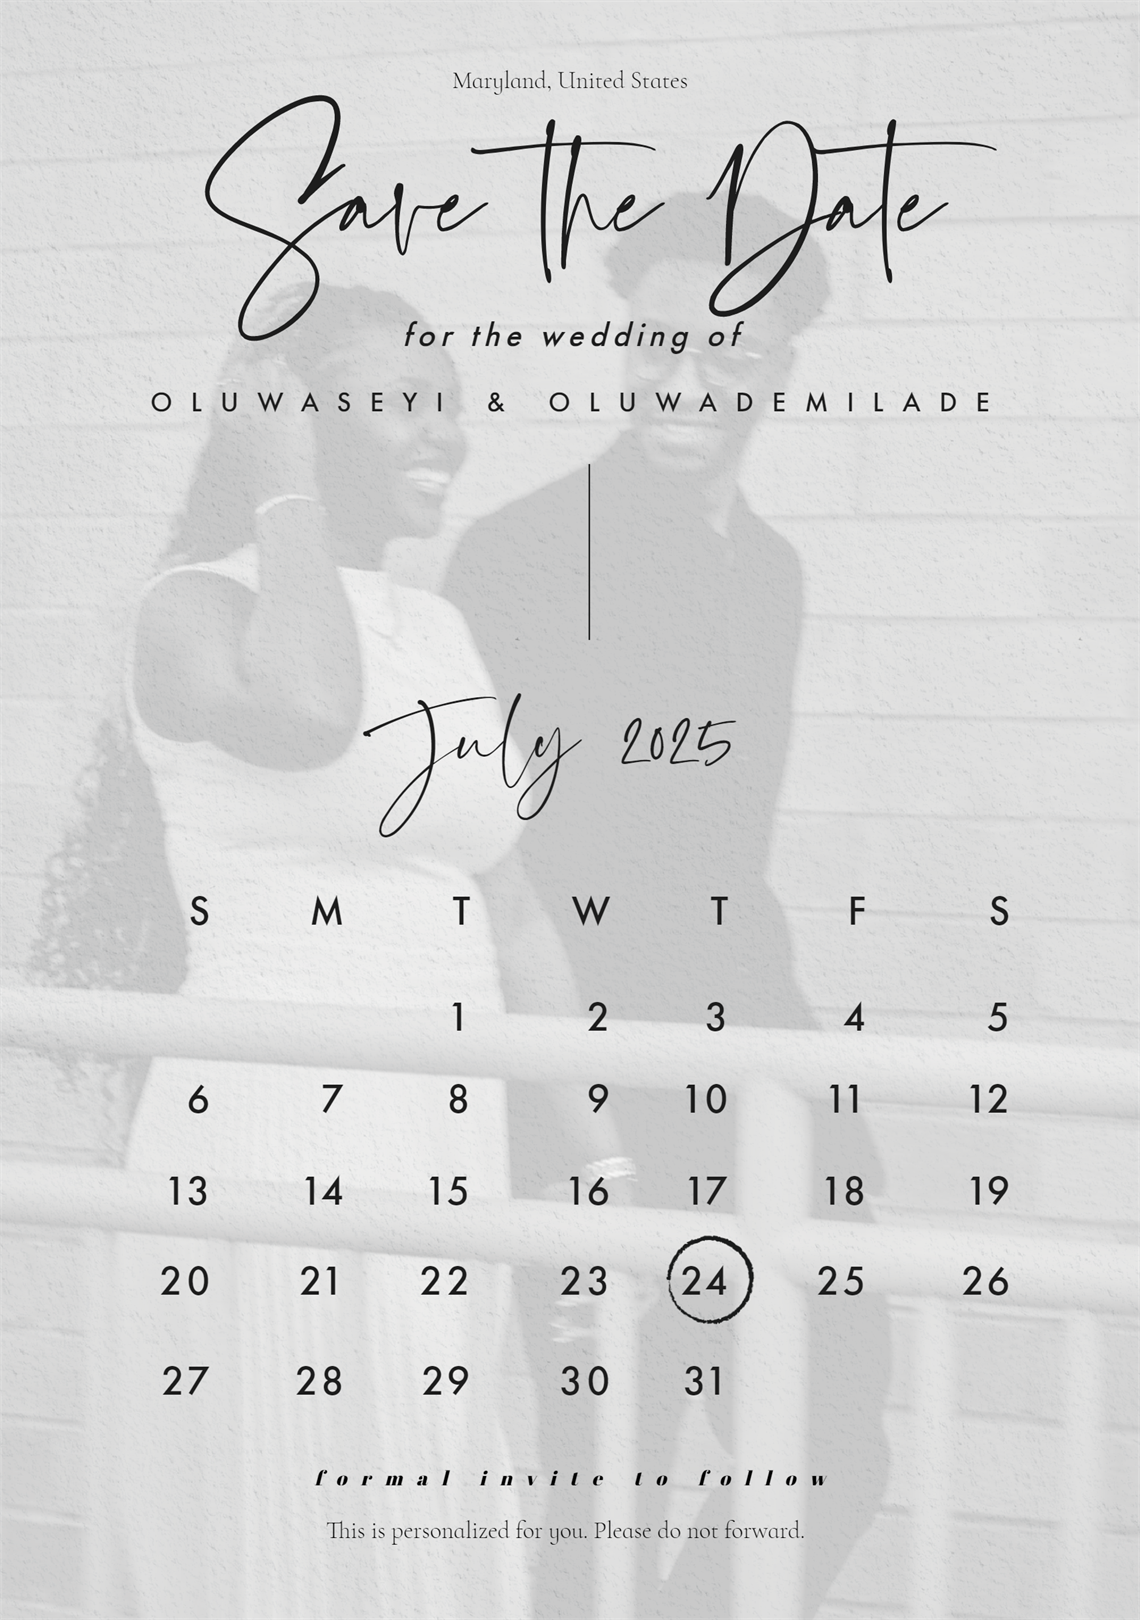 Maryland, United States
Save the Date
for the wedding of
OLUWASEYI & OLUWADEMILADE
July 2025
S M T W T F S
1 2 3 4 5
6 7 8 9 10 11 12
13 14 15 16 17 18 19
20 21 22 23 24 25 26
27 28 29 30 31
formal invite to follow
This is personalized for you. Please do not forward.